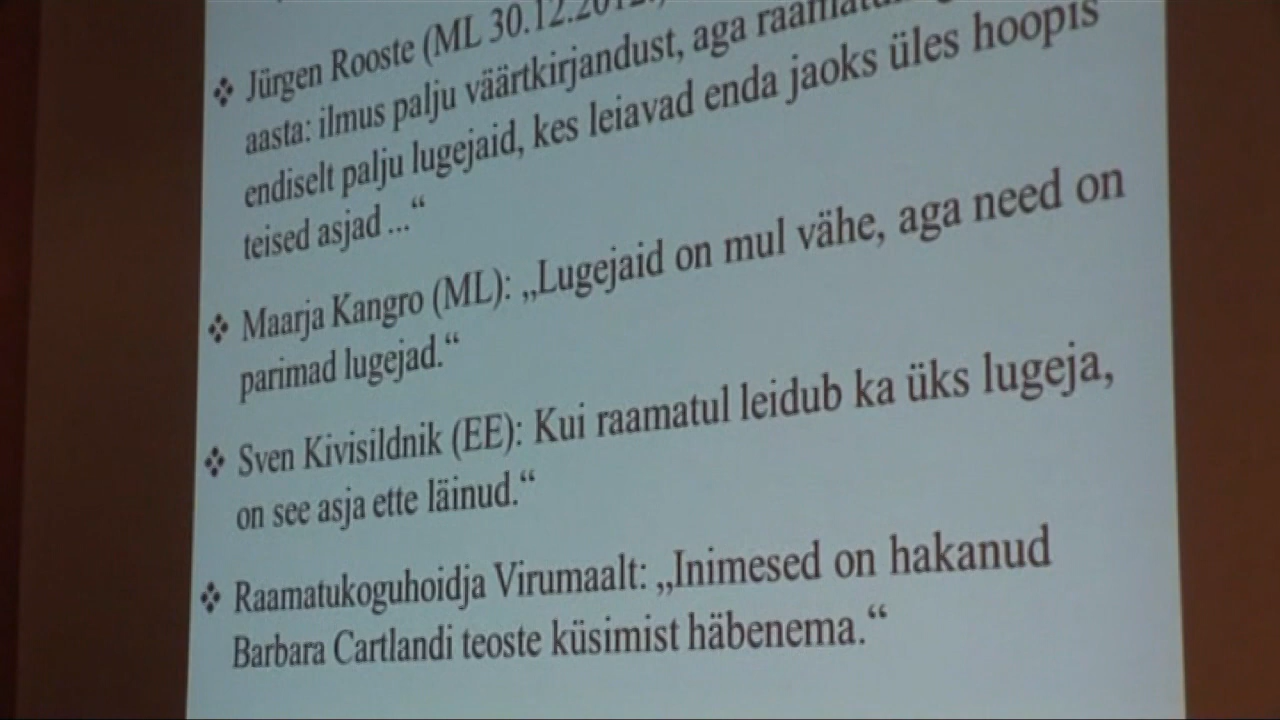 ❖ Jürgen Rooste (ML 30.12.2012
aasta: ilmus palju väärtkirjandust, aga
endiselt palju lugejaid, kes leiavad enda jaoks üles hoopis
teised asjad ...“
❖ Maarja Kangro (ML): „Lugejaid on mul vähe, aga need on
parimad lugejad.“
❖ Sven Kivisildnik (EE): Kui raamatul leidub ka üks lugeja,
on see asja ette läinud.“
❖ Raamatukoguhoidja Virumaalt: „Inimesed on hakanud
Barbara Cartlandi teoste küsimist häbenema.“